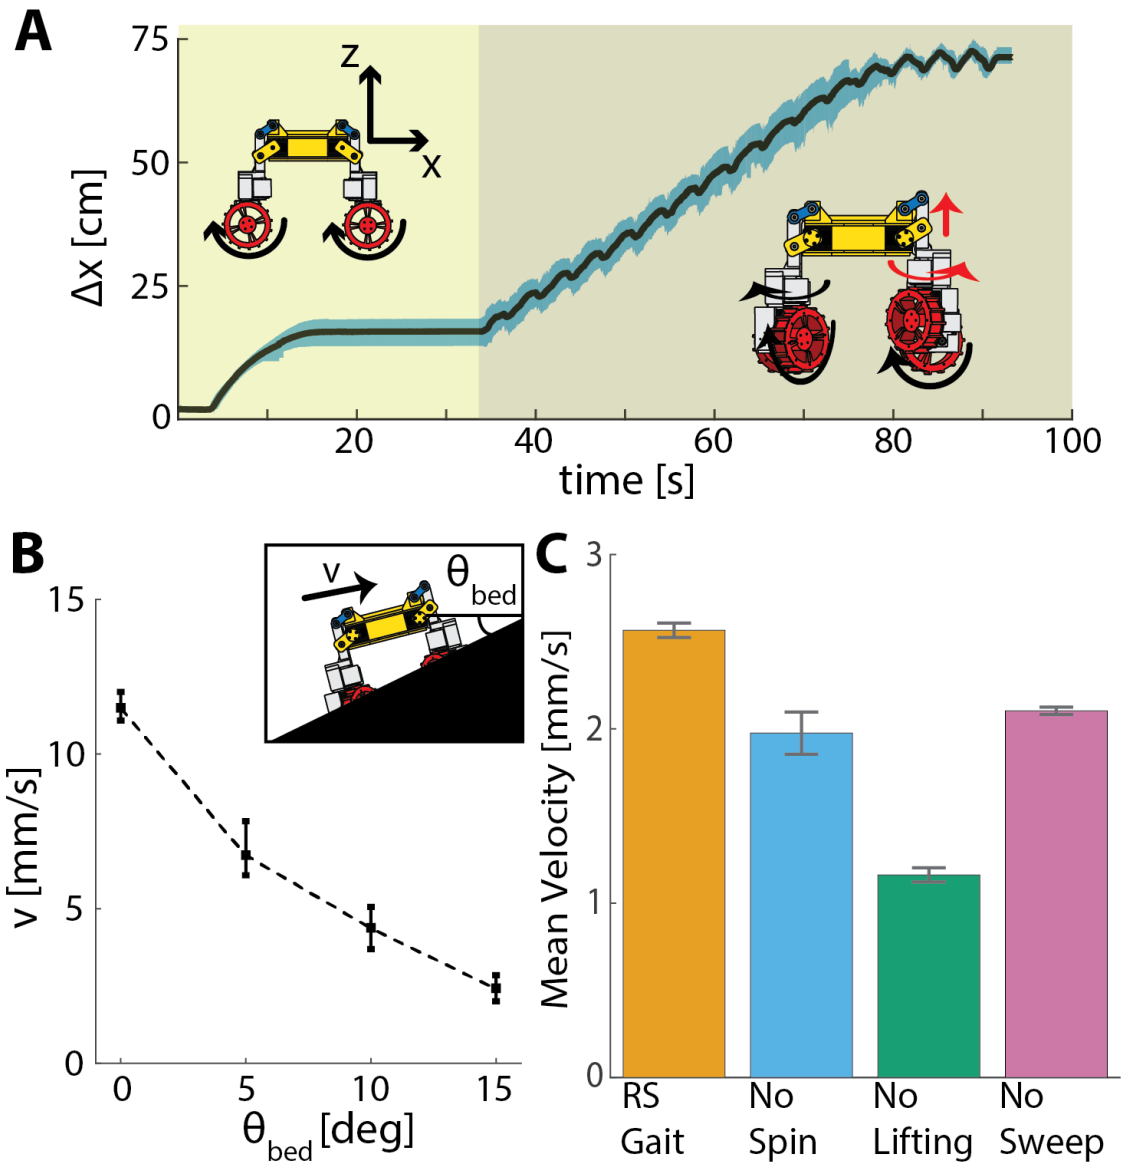 A
75
50
25
0
Δx [cm]
z
x
20
40
60
80
100
time [s]
B
15
10
5
0
v [mm/s]
v
θbed
0
5
10
15
θbed [deg]
C
3
2
1
0
Mean Velocity [mm/s]
RS
Gait
No
Spin
No
Lifting
No
Sweep